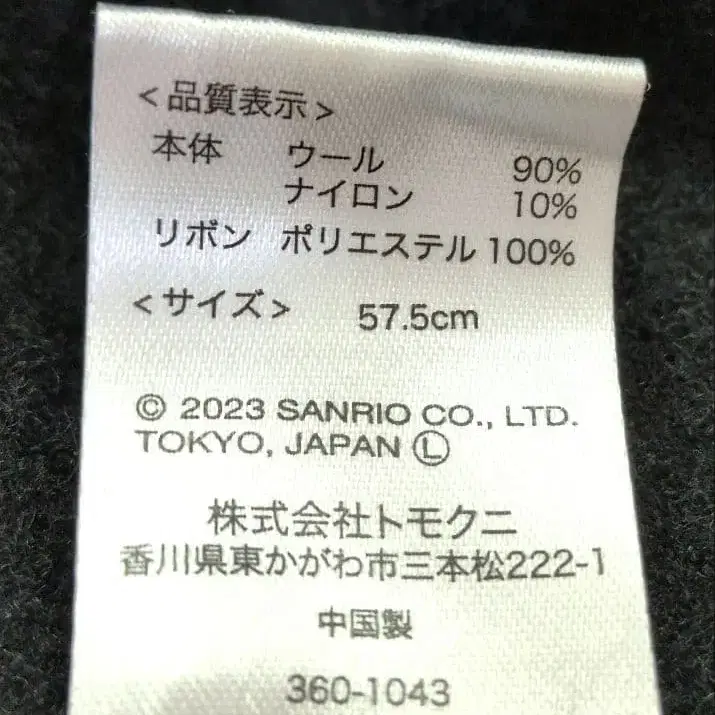 <品質表示>
本体 ウール 90%
ナイロン 10%
リボン ポリエステル 100%
<サイズ> 57.5cm
© 2023 SANRIO CO., LTD.
TOKYO, JAPAN Ⓛ
株式会社トモクニ
香川県東かがわ市三本松222-1
中国製
360-1043